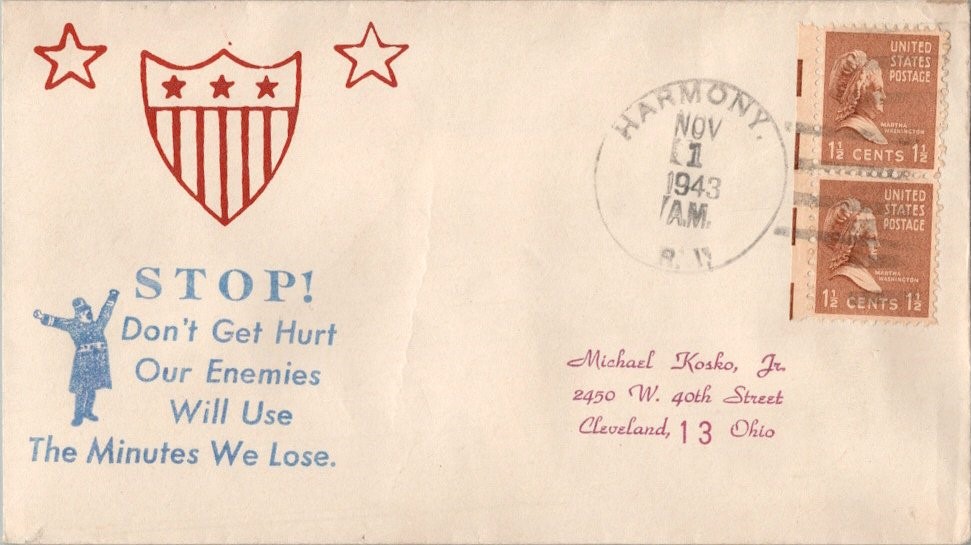 STOP!
Don't Get Hurt
Our Enemies
Will Use
The Minutes We Lose.
HARMONY.
NOV
1
1943
A.M.
UNITED
STATES
POSTAGE
MARTHA
WASHINGTON
1½ CENTS 1½
UNITED
STATES
POSTAGE
MARTHA
WASHINGTON
1½ CENTS 1½
Michael Kosko, Jr.
2450 W. 40th Street
Cleveland, 13 Ohio